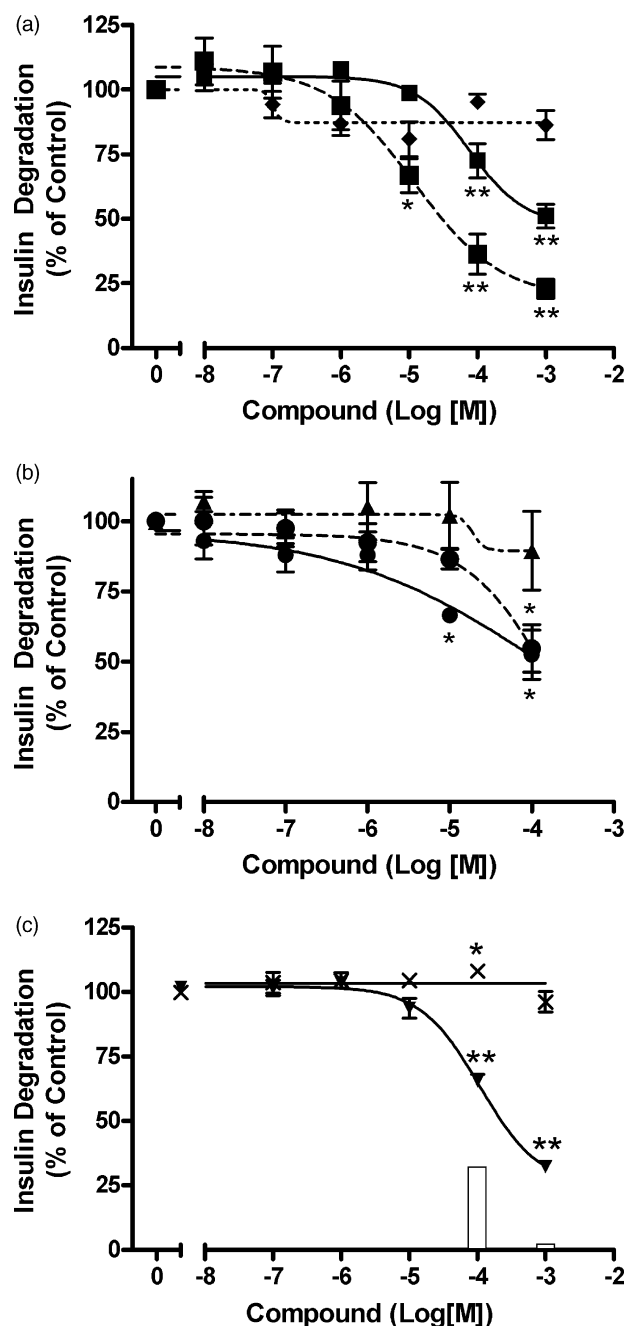 (a)
Insulin Degradation
(% of Control)
125
100
75
50
25
0
*
**
**
**
**
0 -8 -7 -6 -5 -4 -3 -2
Compound (Log [M])
(b)
Insulin Degradation
(% of Control)
100
75
50
25
0
*
*
*
0 -8 -7 -6 -5 -4 -3
Compound (Log [M])
(c)
Insulin Degradation
(% of Control)
125
100
75
50
25
0
*
**
**
0 -8 -7 -6 -5 -4 -3 -2
Compound (Log[M])